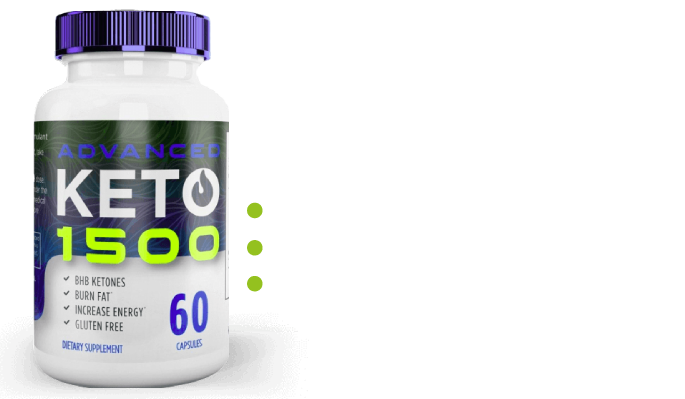 ADVANCED
KETO
1500
BHB KETONES
BURN FAT*
INCREASE ENERGY*
GLUTEN FREE
60
CAPSULES
DIETARY SUPPLEMENT